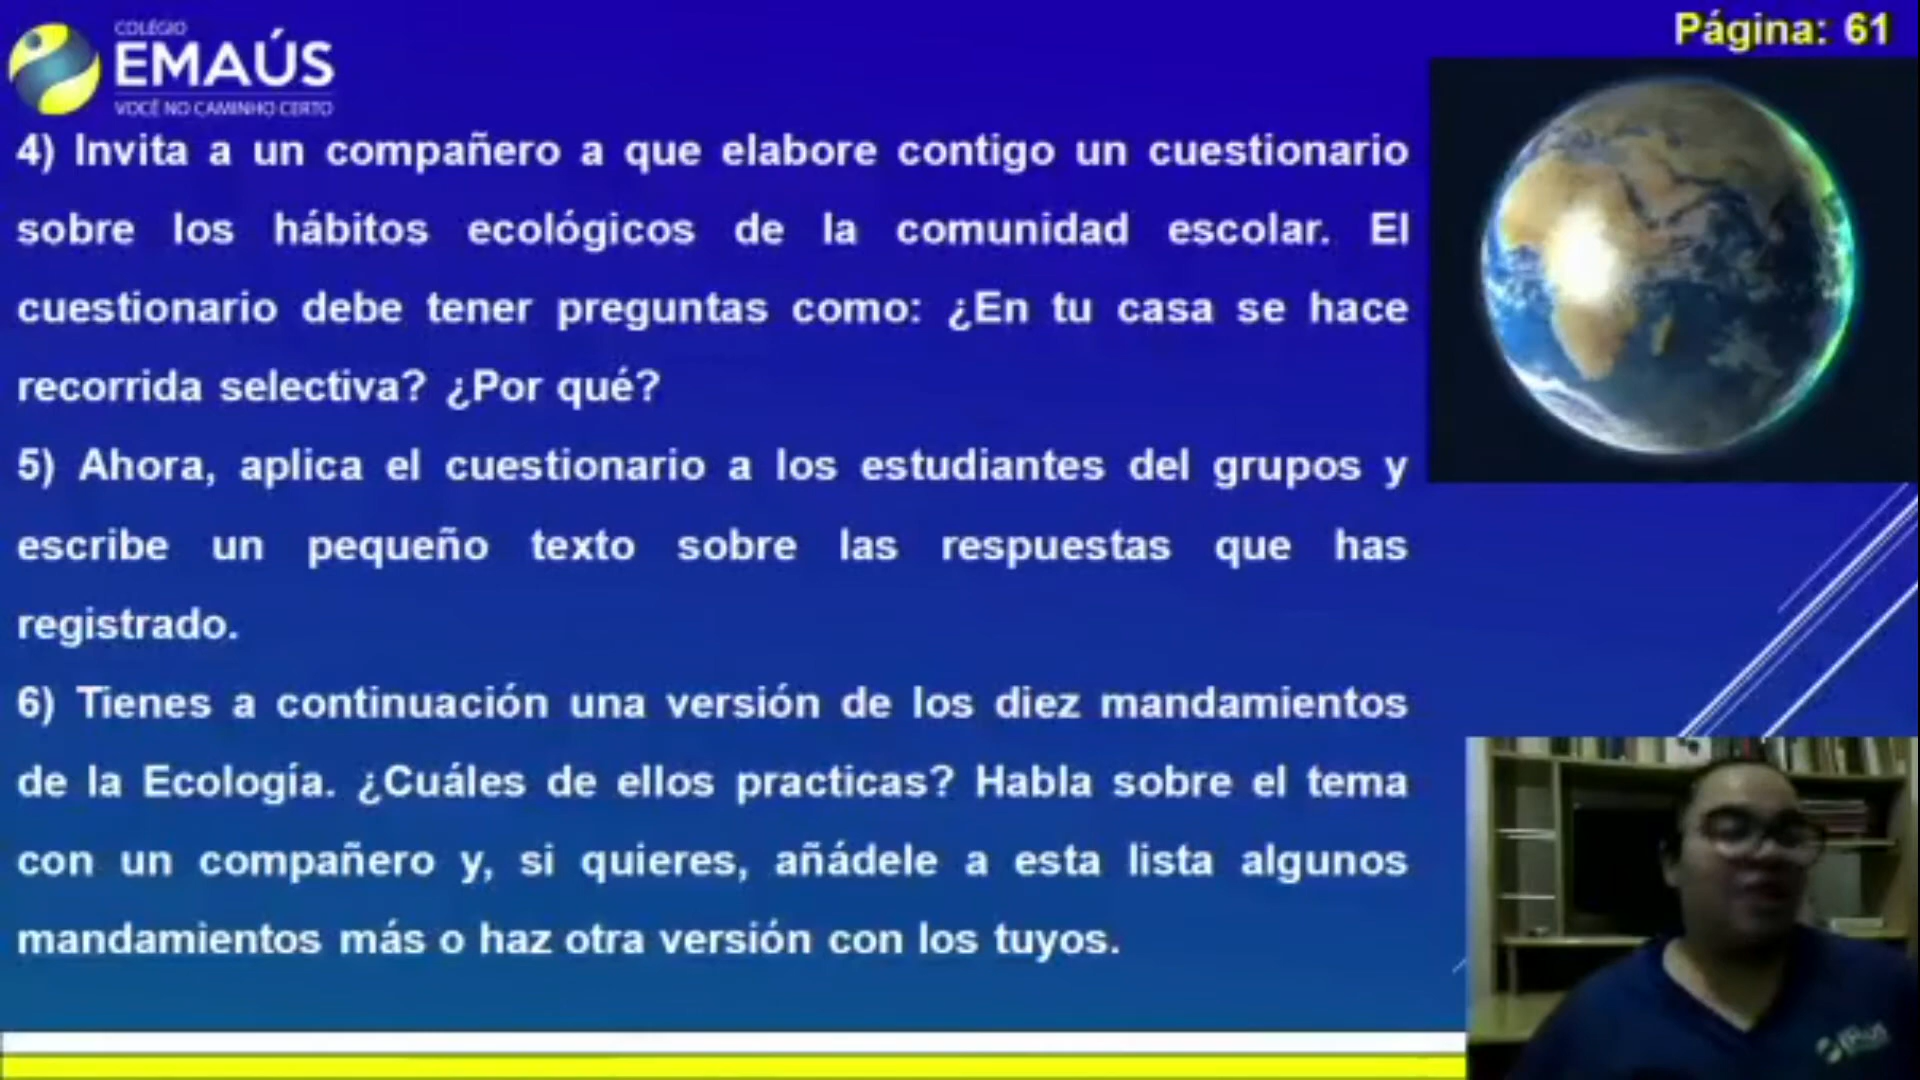 COLÉGIO
EMAÚS
VOCÊ NO CAMINHO CERTO
Página: 61
4) Invita a un compañero a que elabore contigo un cuestionario
sobre los hábitos ecológicos de la comunidad escolar. El
cuestionario debe tener preguntas como: ¿En tu casa se hace
recorrida selectiva? ¿Por qué?
5) Ahora, aplica el cuestionario a los estudiantes del grupos y
escribe un pequeño texto sobre las respuestas que has
registrado.
6) Tienes a continuación una versión de los diez mandamientos
de la Ecología. ¿Cuáles de ellos practicas? Habla sobre el tema
con un compañero y, si quieres, añádele a esta lista algunos
mandamientos más o haz otra versión con los tuyos.